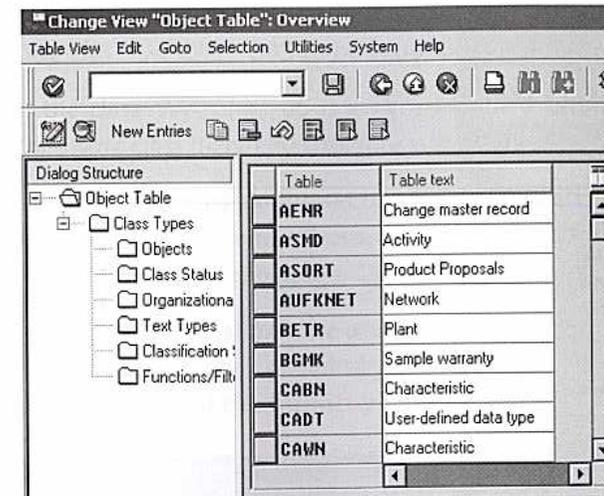 Change View "Object Table": Overview
Table View Edit Goto Selection Utilities System Help
New Entries
Dialog Structure
Object Table
Class Types
Objects
Class Status
Organizationa
Text Types
Classification
Functions/Filt
Table Table text
AENR Change master record
ASMD Activity
ASORT Product Proposals
AUFKNET Network
BETR Plant
BGMK Sample warranty
CABN Characteristic
CADT User-defined data type
CAWN Characteristic